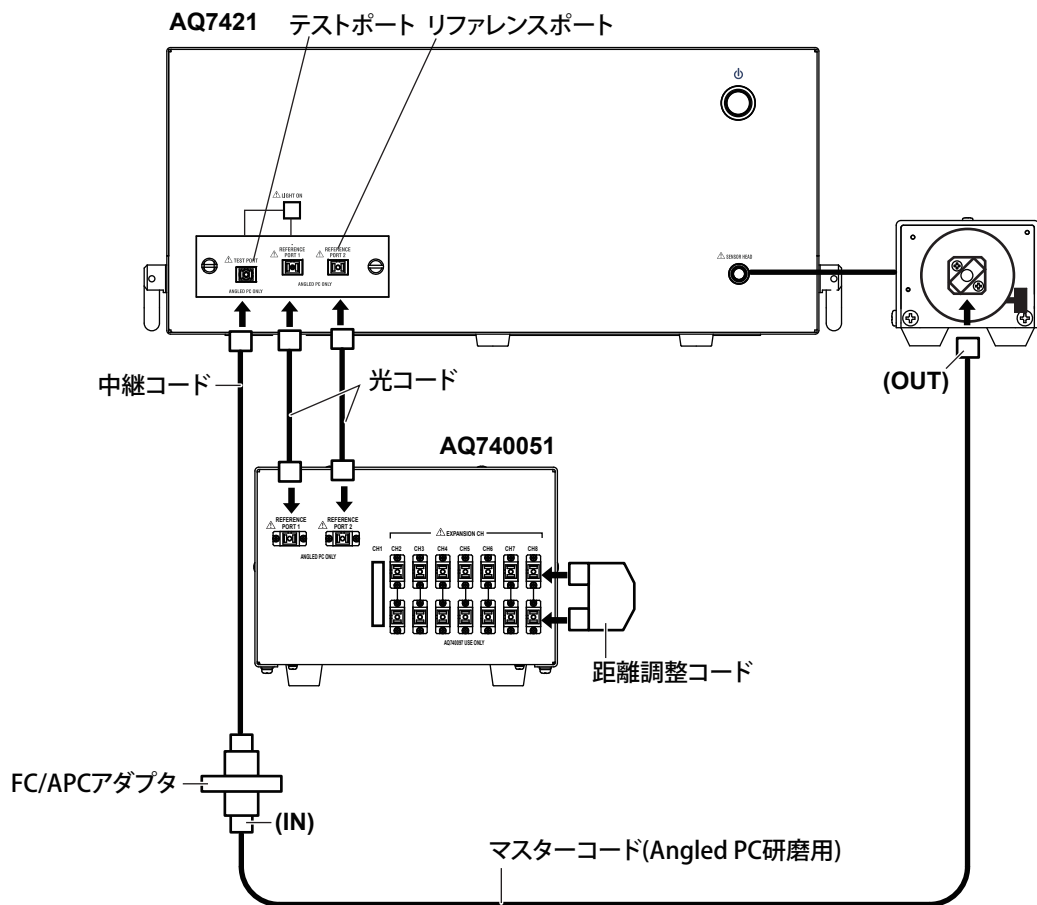 AQ7421
テストポート
リファレンスポート
⚠ LIGHT ON
⚠ TEST PORT
⚠ REFERENCE
PORT 1
⚠ REFERENCE
PORT 2
ANGLED PC ONLY
ANGLED PC ONLY
⚠ SENSOR HEAD
中継コード
光コード
(OUT)
AQ740051
⚠ REFERENCE
PORT 1
⚠ REFERENCE
PORT 2
ANGLED PC ONLY
⚠ EXPANSION CH
CH1 CH2 CH3 CH4 CH5 CH6 CH7 CH8
AQ740097 USE ONLY
距離調整コード
FC/APCアダプタ
(IN)
マスターコード(Angled PC研磨用)